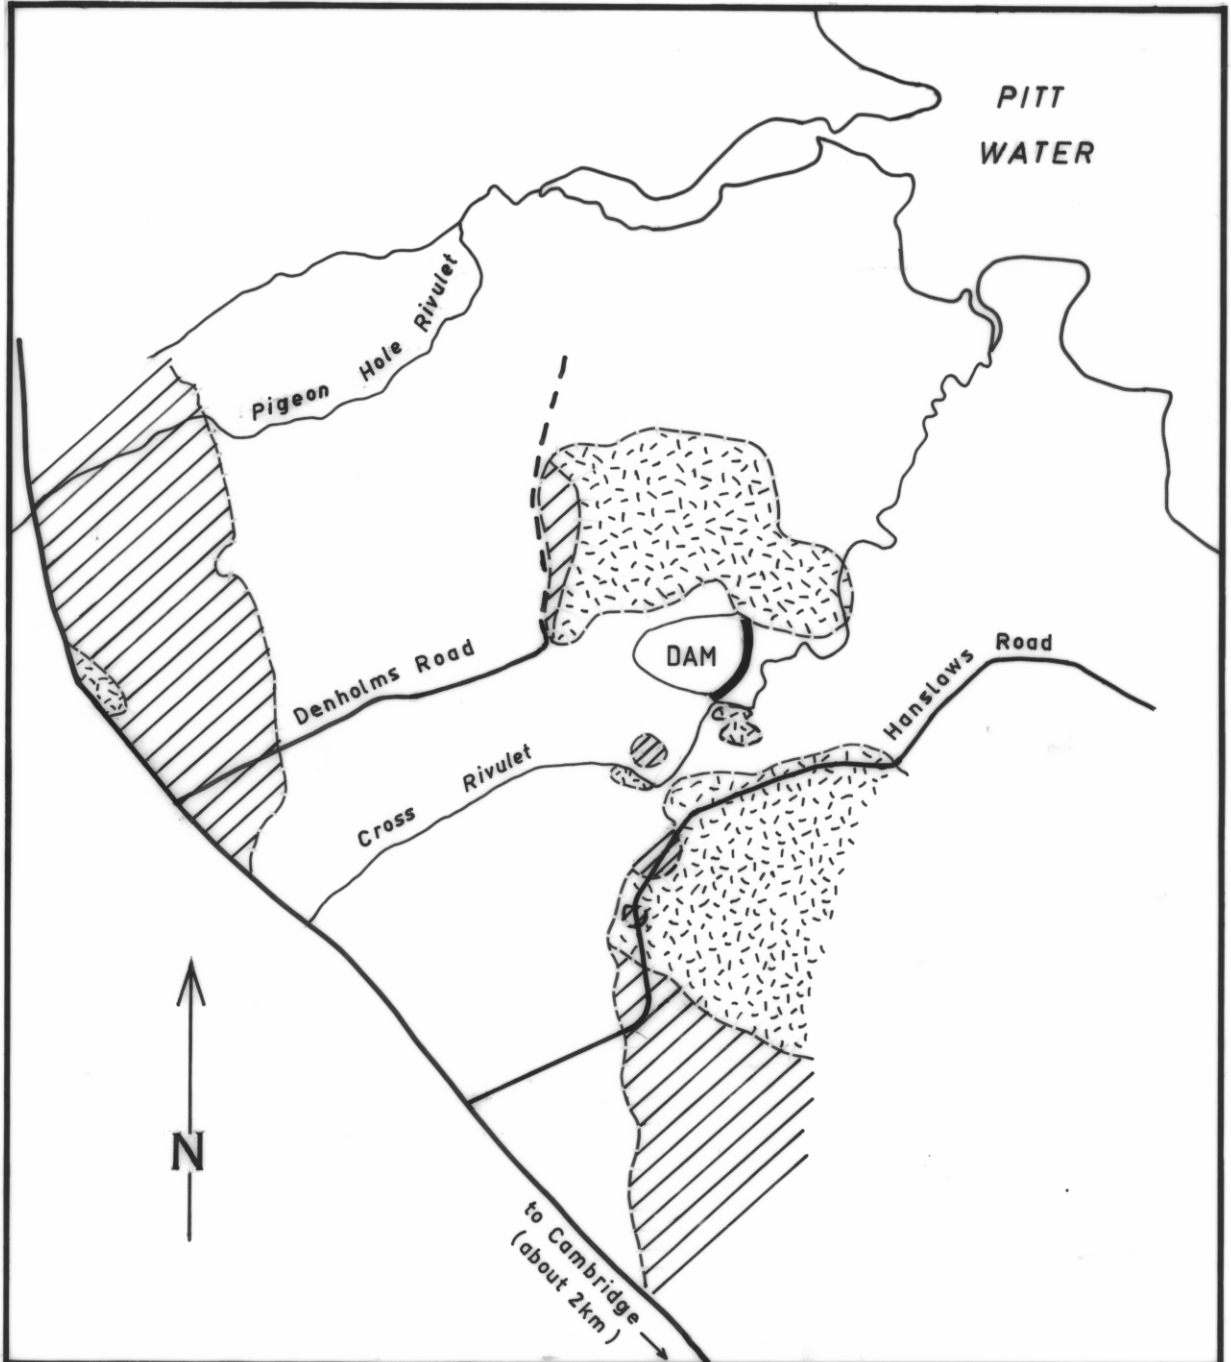 PITT
WATER
Pigeon Hole Rivulet
Denholms Road
DAM
Hanslaws Road
Cross Rivulet
N
to Cambridge
(about 2km)